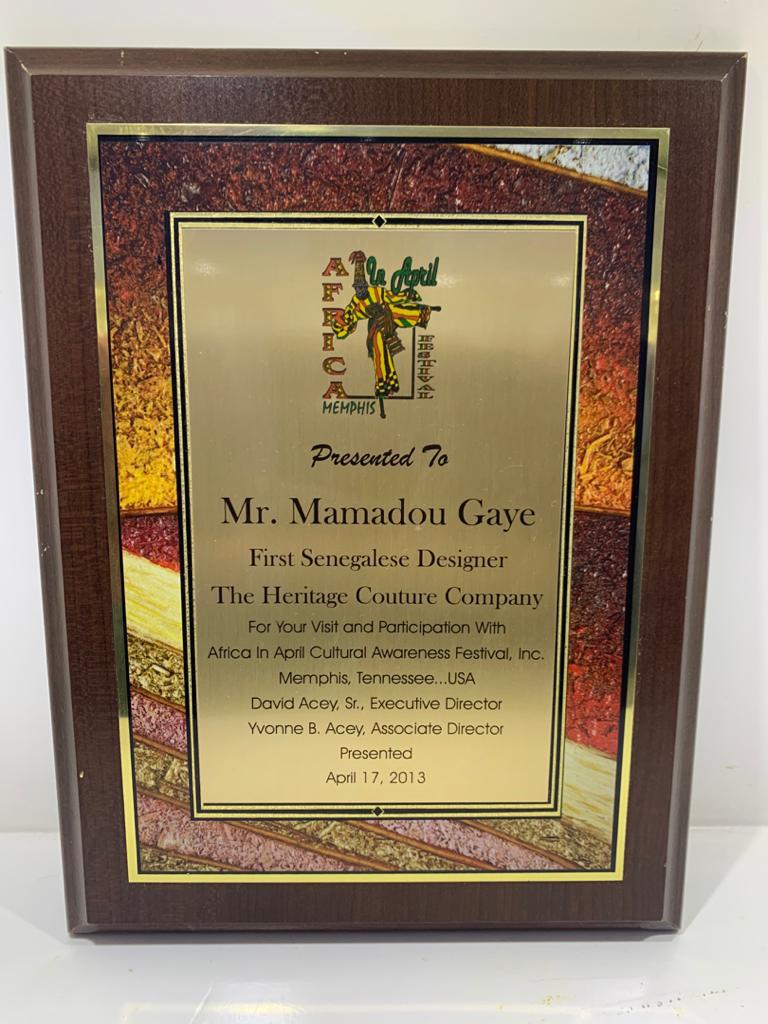 AFRICA
In April
FESTIVAL
MEMPHIS
Presented To
Mr. Mamadou Gaye
First Senegalese Designer
The Heritage Couture Company
For Your Visit and Participation With
Africa In April Cultural Awareness Festival, Inc.
Memphis, Tennessee...USA
David Acey, Sr., Executive Director
Yvonne B. Acey, Associate Director
Presented
April 17, 2013